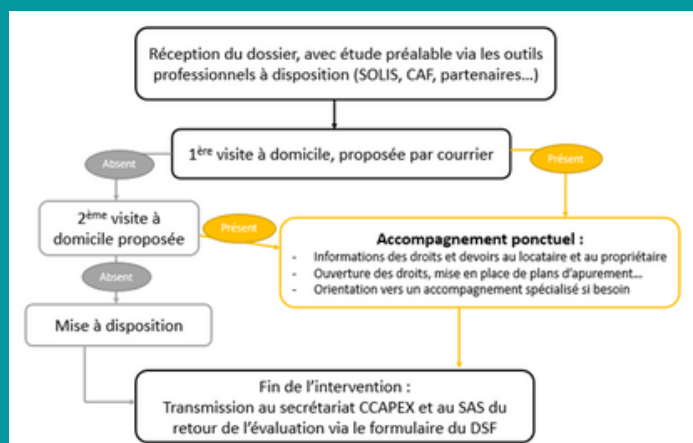 Réception du dossier, avec étude préalable via les outils
professionnels à disposition (SOLIS, CAF, partenaires...)
Absent
1ère visite à domicile, proposée par courrier
Présent
2ème visite à
domicile proposée
Présent
Accompagnement ponctuel :
- Informations des droits et devoirs au locataire et au propriétaire
- Ouverture des droits, mise en place de plans d'apurement...
- Orientation vers un accompagnement spécialisé si besoin
Absent
Mise à disposition
Fin de l'intervention :
Transmission au secrétariat CCAPEX et au SAS du
retour de l'évaluation via le formulaire du DSF